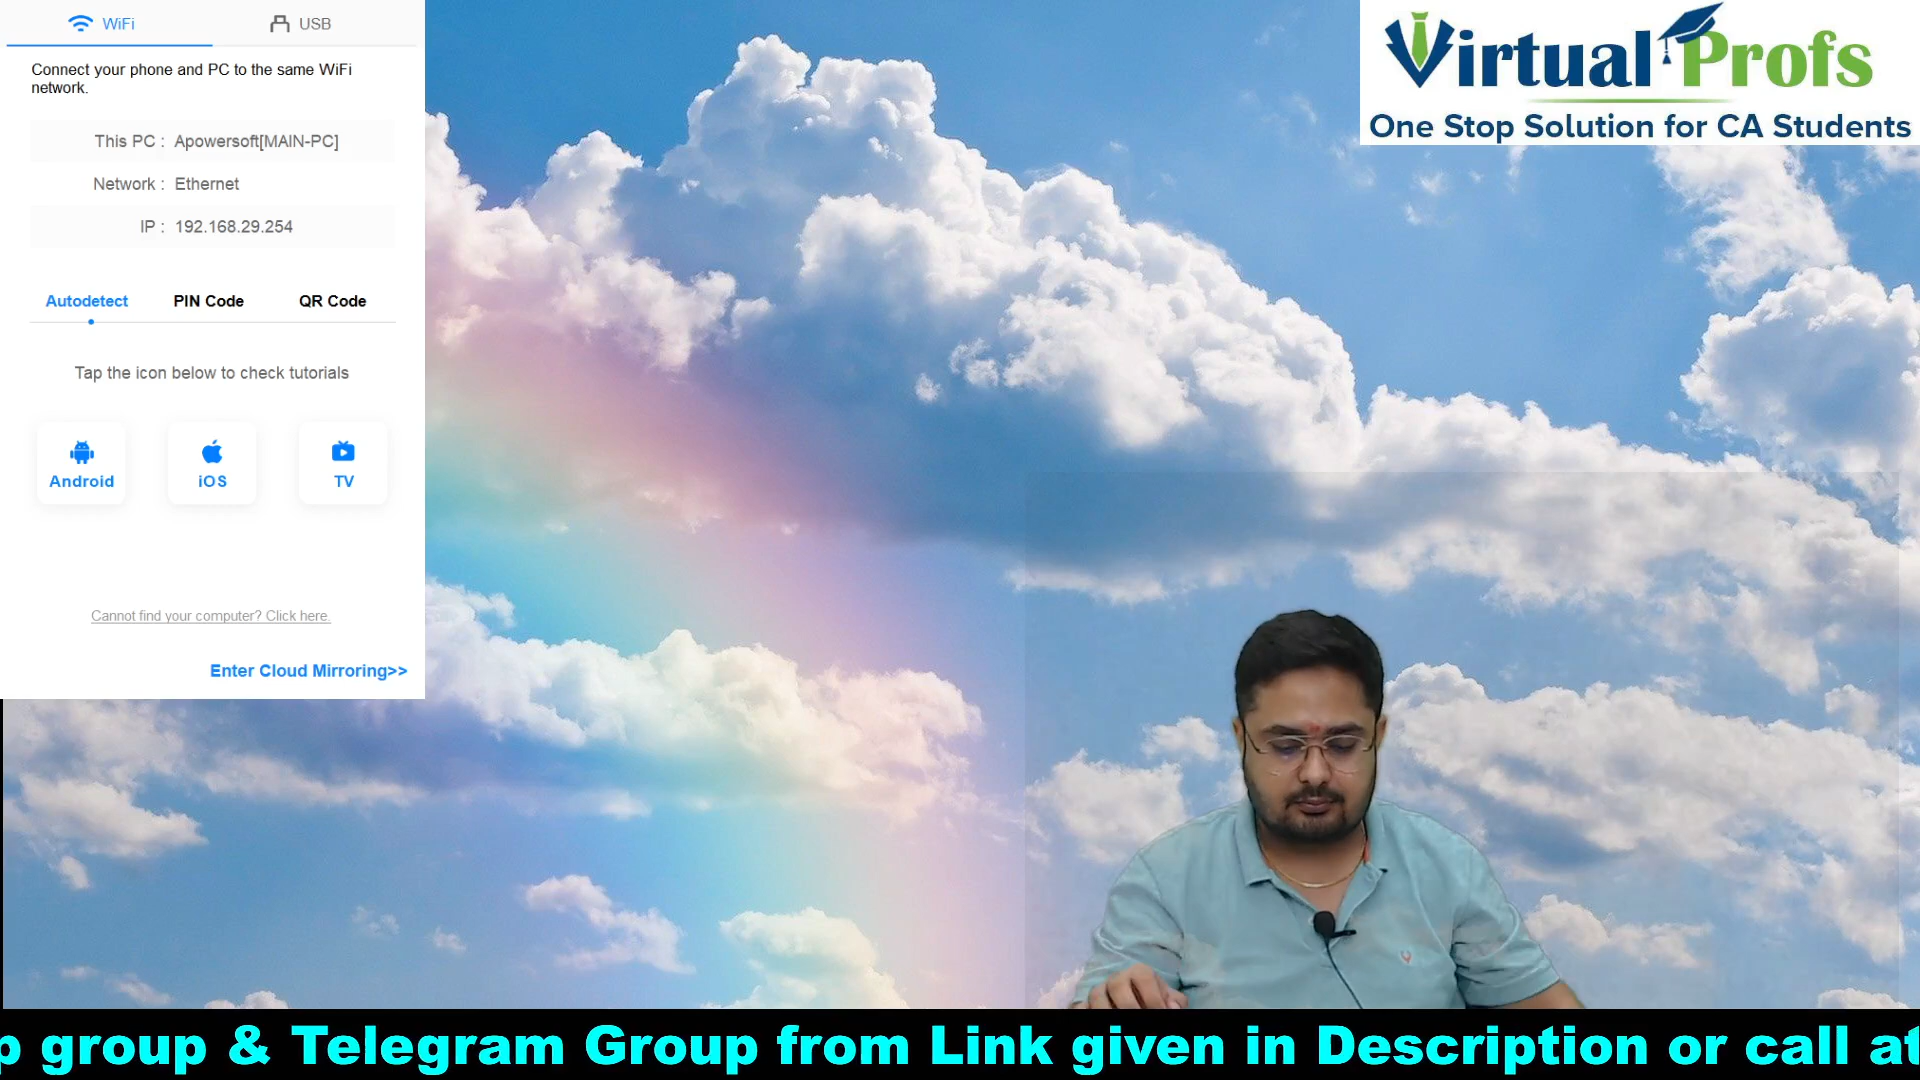 WiFi
USB
Connect your phone and PC to the same WiFi
network.
This PC : Apowersoft[MAIN-PC]
Network : Ethernet
IP : 192.168.29.254
Autodetect
PIN Code
QR Code
Tap the icon below to check tutorials
Android
iOS
TV
Cannot find your computer? Click here.
Enter Cloud Mirroring>>
Virtual Profs
One Stop Solution for CA Students
p group & Telegram Group from Link given in Description or call at